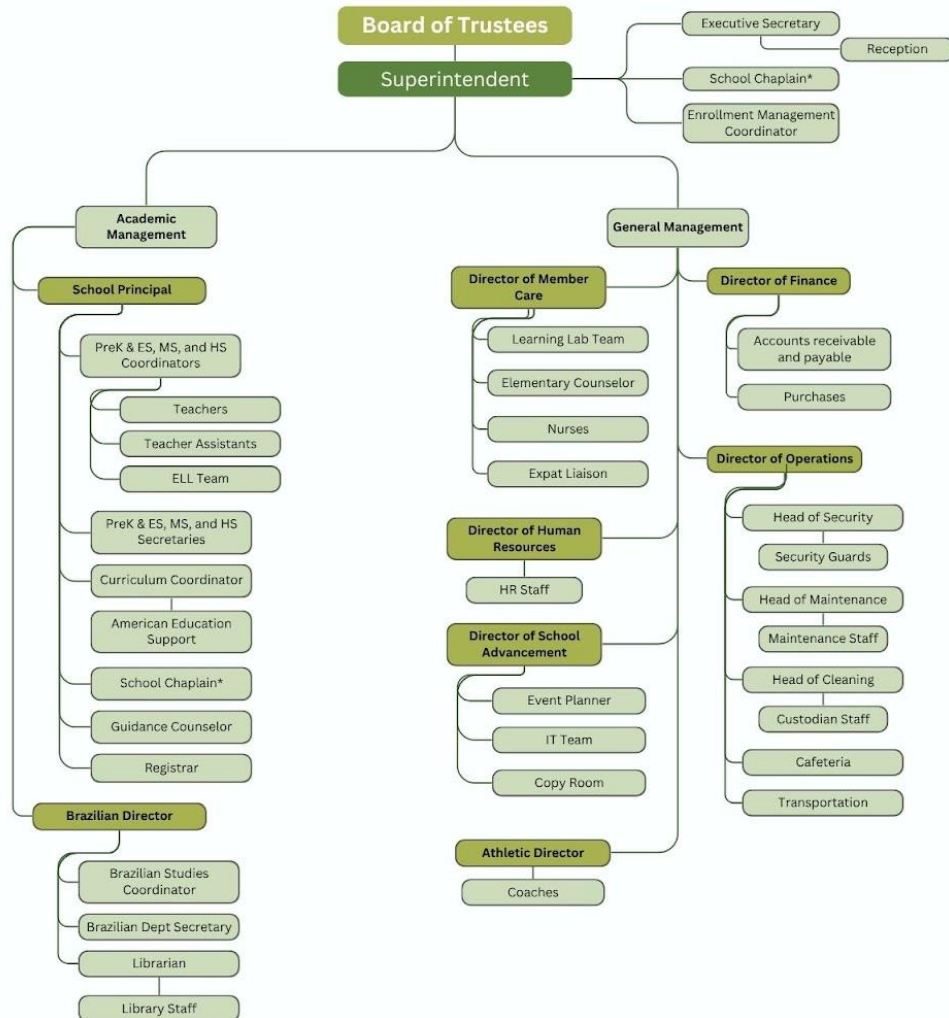 Board of Trustees
Superintendent
Executive Secretary
Reception
School Chaplain*
Enrollment Management
Coordinator
Academic
Management
School Principal
PreK & ES, MS, and HS
Coordinators
Teachers
Teacher Assistants
ELL Team
PreK & ES, MS, and HS
Secretaries
Curriculum Coordinator
American Education
Support
School Chaplain*
Guidance Counselor
Registrar
Brazilian Director
Brazilian Studies
Coordinator
Brazilian Dept Secretary
Librarian
Library Staff
General Management
Director of Member
Care
Learning Lab Team
Elementary Counselor
Nurses
Expat Liaison
Director of Human
Resources
HR Staff
Director of School
Advancement
Event Planner
IT Team
Copy Room
Athletic Director
Coaches
Director of Finance
Accounts receivable
and payable
Purchases
Director of Operations
Head of Security
Security Guards
Head of Maintenance
Maintenance Staff
Head of Cleaning
Custodian Staff
Cafeteria
Transportation